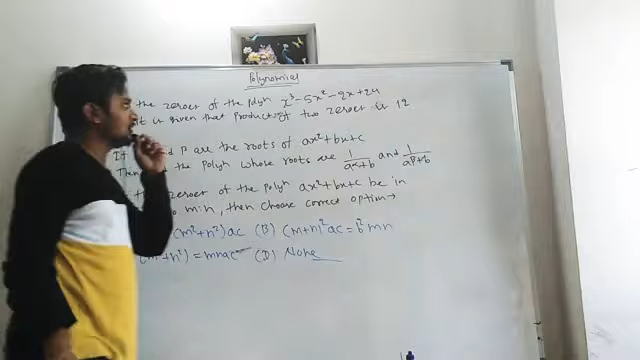 Polynomial
the zeroes of the polyn x³-5x²-2x+24
it is given that product of two zeroes is 12
If and β are the roots of ax²+bx+c
Then the polyn whose roots are 1/aα+b and 1/aβ+b
the zeroes of the polyn ax²+bx+c be in
m:n, then choose correct option →
(m²+n²)ac (B) (m+n)²ac=b²mn
+n²)=mnac (D) None